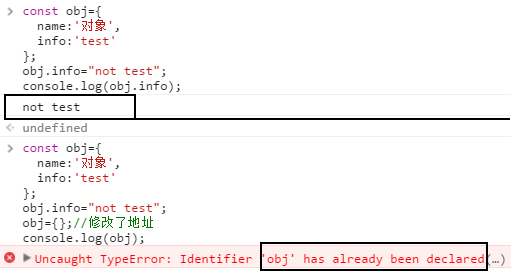 const obj={
name:'对象',
info:'test'
};
obj.info="not test";
console.log(obj.info);
not test
undefined
const obj={
name:'对象',
info:'test'
};
obj.info="not test";
obj={};//修改了地址
console.log(obj);
Uncaught TypeError: Identifier 'obj' has already been declared(…)